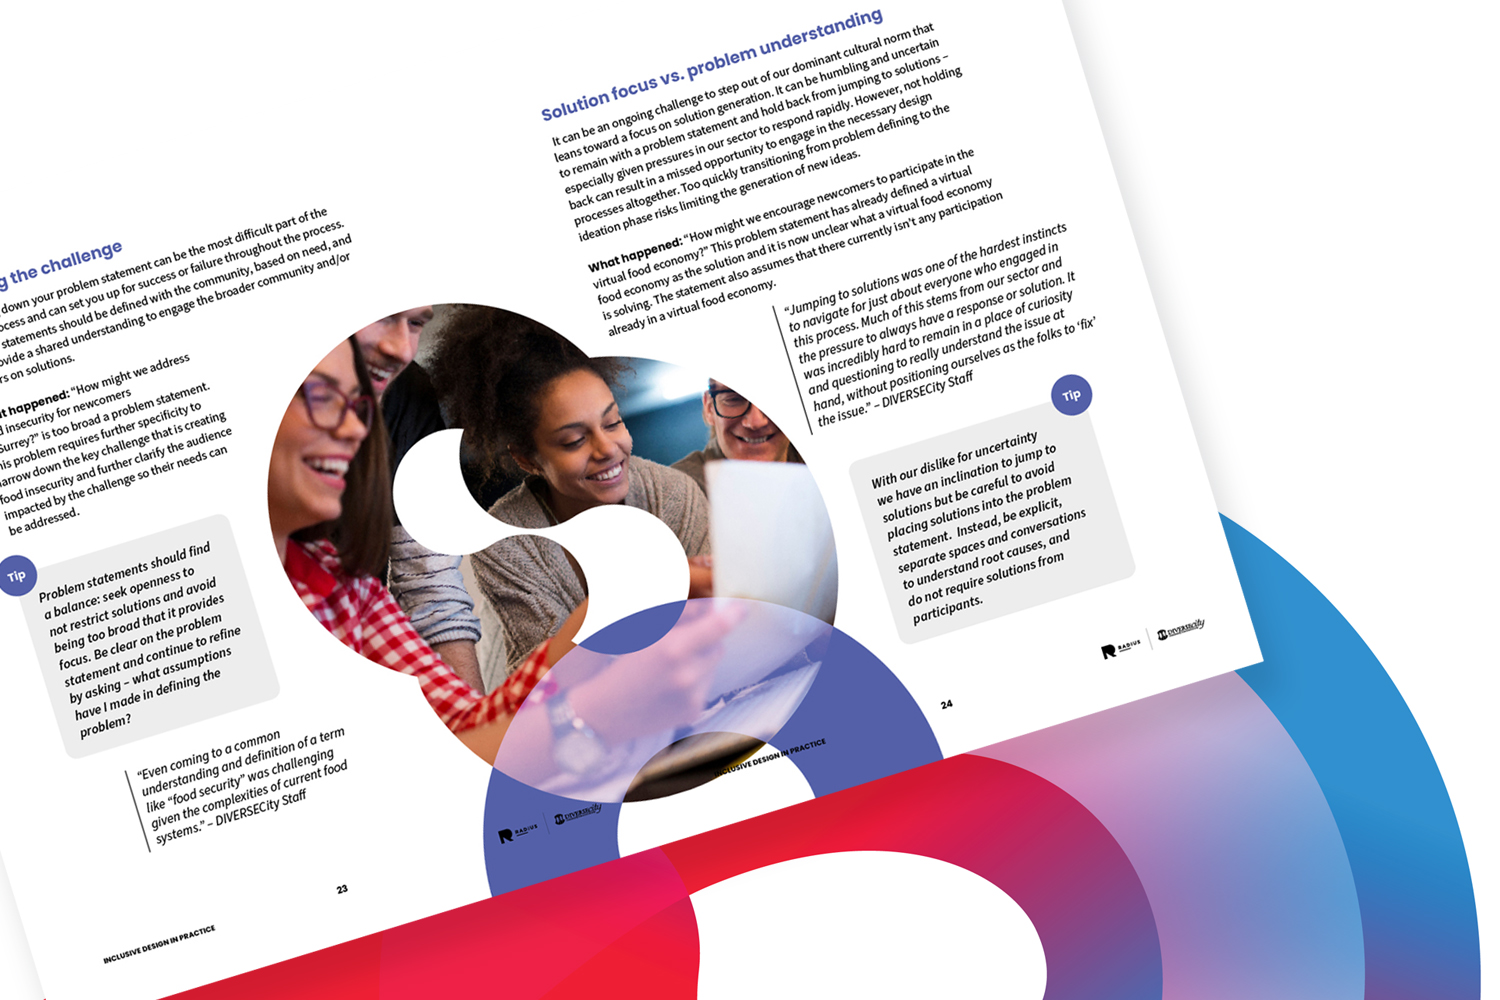 g the challenge
down your problem statement can be the most difficult part of the
ocess and can set you up for success or failure throughout the process.
statements should be defined with the community, based on need, and
ovide a shared understanding to engage the broader community and/or
rs on solutions.
t happened: “How might we address
d insecurity for newcomers
Surrey?” is too broad a problem statement.
his problem requires further specificity to
arrow down the key challenge that is creating
food insecurity and further clarify the audience
impacted by the challenge so their needs can
be addressed.
Tip
Problem statements should find
a balance: seek openness to
not restrict solutions and avoid
being too broad that it provides
focus. Be clear on the problem
statement and continue to refine
by asking – what assumptions
have I made in defining the
problem?
“Even coming to a common
understanding and definition of a term
like “food security” was challenging
given the complexities of current food
systems.” – DIVERSECity Staff
RADIUS
DIVERSEcity
23
INCLUSIVE DESIGN IN PRACTICE
Solution focus vs. problem understanding
It can be an ongoing challenge to step out of our dominant cultural norm that
leans toward a focus on solution generation. It can be humbling and uncertain
to remain with a problem statement and hold back from jumping to solutions –
especially given pressures in our sector to respond rapidly. However, not holding
back can result in a missed opportunity to engage in the necessary design
processes altogether. Too quickly transitioning from problem defining to the
ideation phase risks limiting the generation of new ideas.
What happened: “How might we encourage newcomers to participate in the
virtual food economy?” This problem statement has already defined a virtual
food economy as the solution and it is now unclear what a virtual food economy
is solving. The statement also assumes that there currently isn’t any participation
already in a virtual food economy.
“Jumping to solutions was one of the hardest instincts
to navigate for just about everyone who engaged in
this process. Much of this stems from our sector and
the pressure to always have a response or solution. It
was incredibly hard to remain in a place of curiosity
and questioning to really understand the issue at
hand, without positioning ourselves as the folks to ‘fix’
the issue.” – DIVERSECity Staff
Tip
With our dislike for uncertainty
we have an inclination to jump to
solutions but be careful to avoid
placing solutions into the problem
statement. Instead, be explicit,
separate spaces and conversations
to understand root causes, and
do not require solutions from
participants.
RADIUS
DIVERSEcity
24
INCLUSIVE DESIGN IN PRACTICE